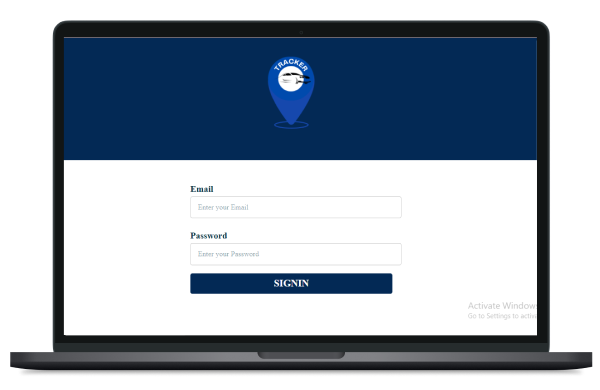 TRACKER
Email
Enter your Email
Password
Enter your Password
SIGNIN
Activate Window
Go to Settings to activ